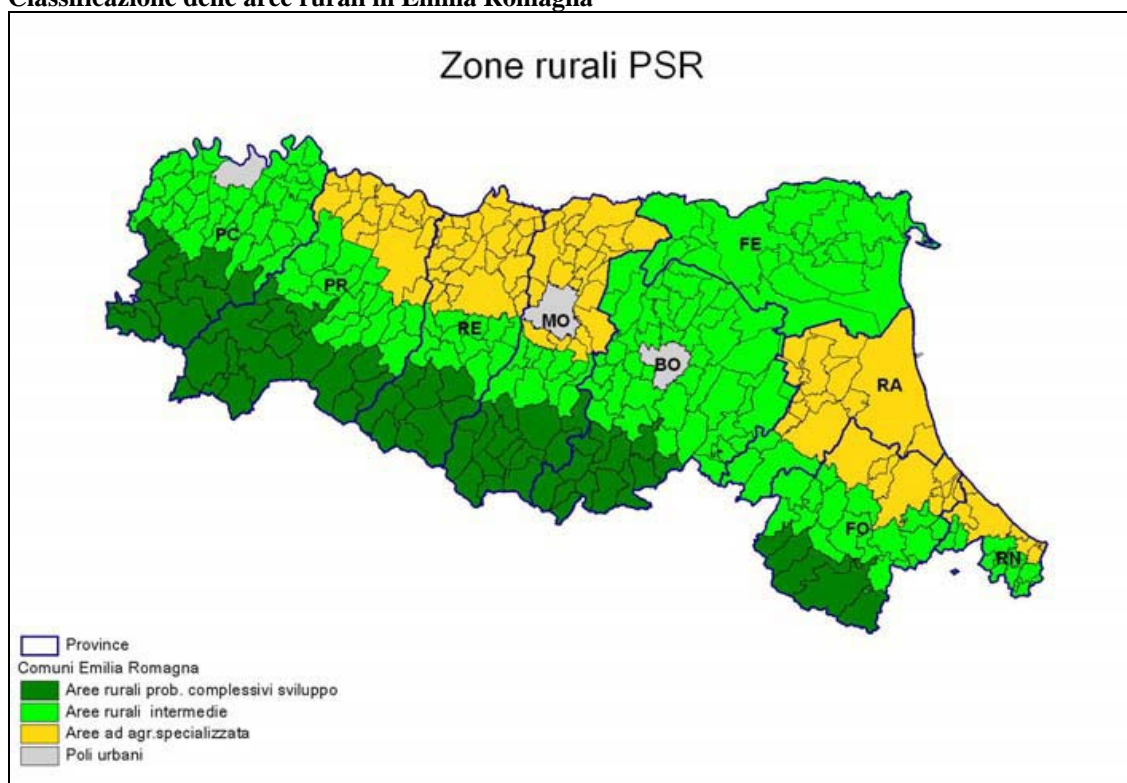 Classificazione delle aree rurali in Emilia Romagna
Zone rurali PSR
PC
FE
PR
MO
RE
BO
RA
FO
RN
Province
Comuni Emilia Romagna
Aree rurali prob. complessivi sviluppo
Aree rurali intermedie
Aree ad agr.specializzata
Poli urbani